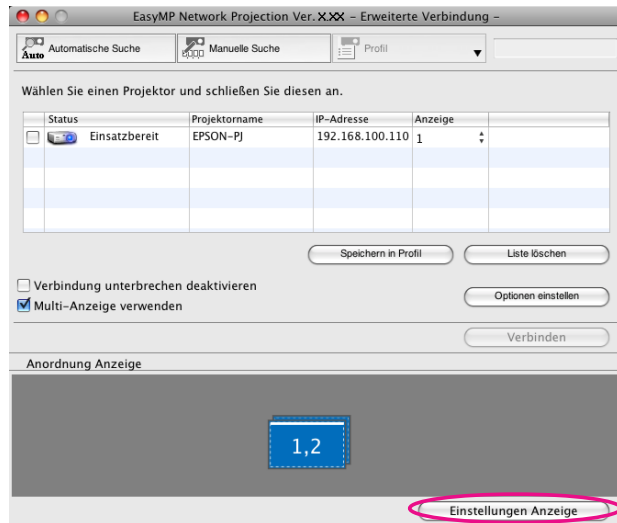 EasyMP Network Projection Ver. X.XX – Erweiterte Verbindung –
Auto Automatische Suche Manuelle Suche Profil
Wählen Sie einen Projektor und schließen Sie diesen an.
Status Projektorname IP-Adresse Anzeige
Einsatzbereit EPSON-PJ 192.168.100.110 1
Speichern in Profil Liste löschen
Verbindung unterbrechen deaktivieren
Optionen einstellen
Multi-Anzeige verwenden
Verbinden
Anordnung Anzeige
1,2
Einstellungen Anzeige